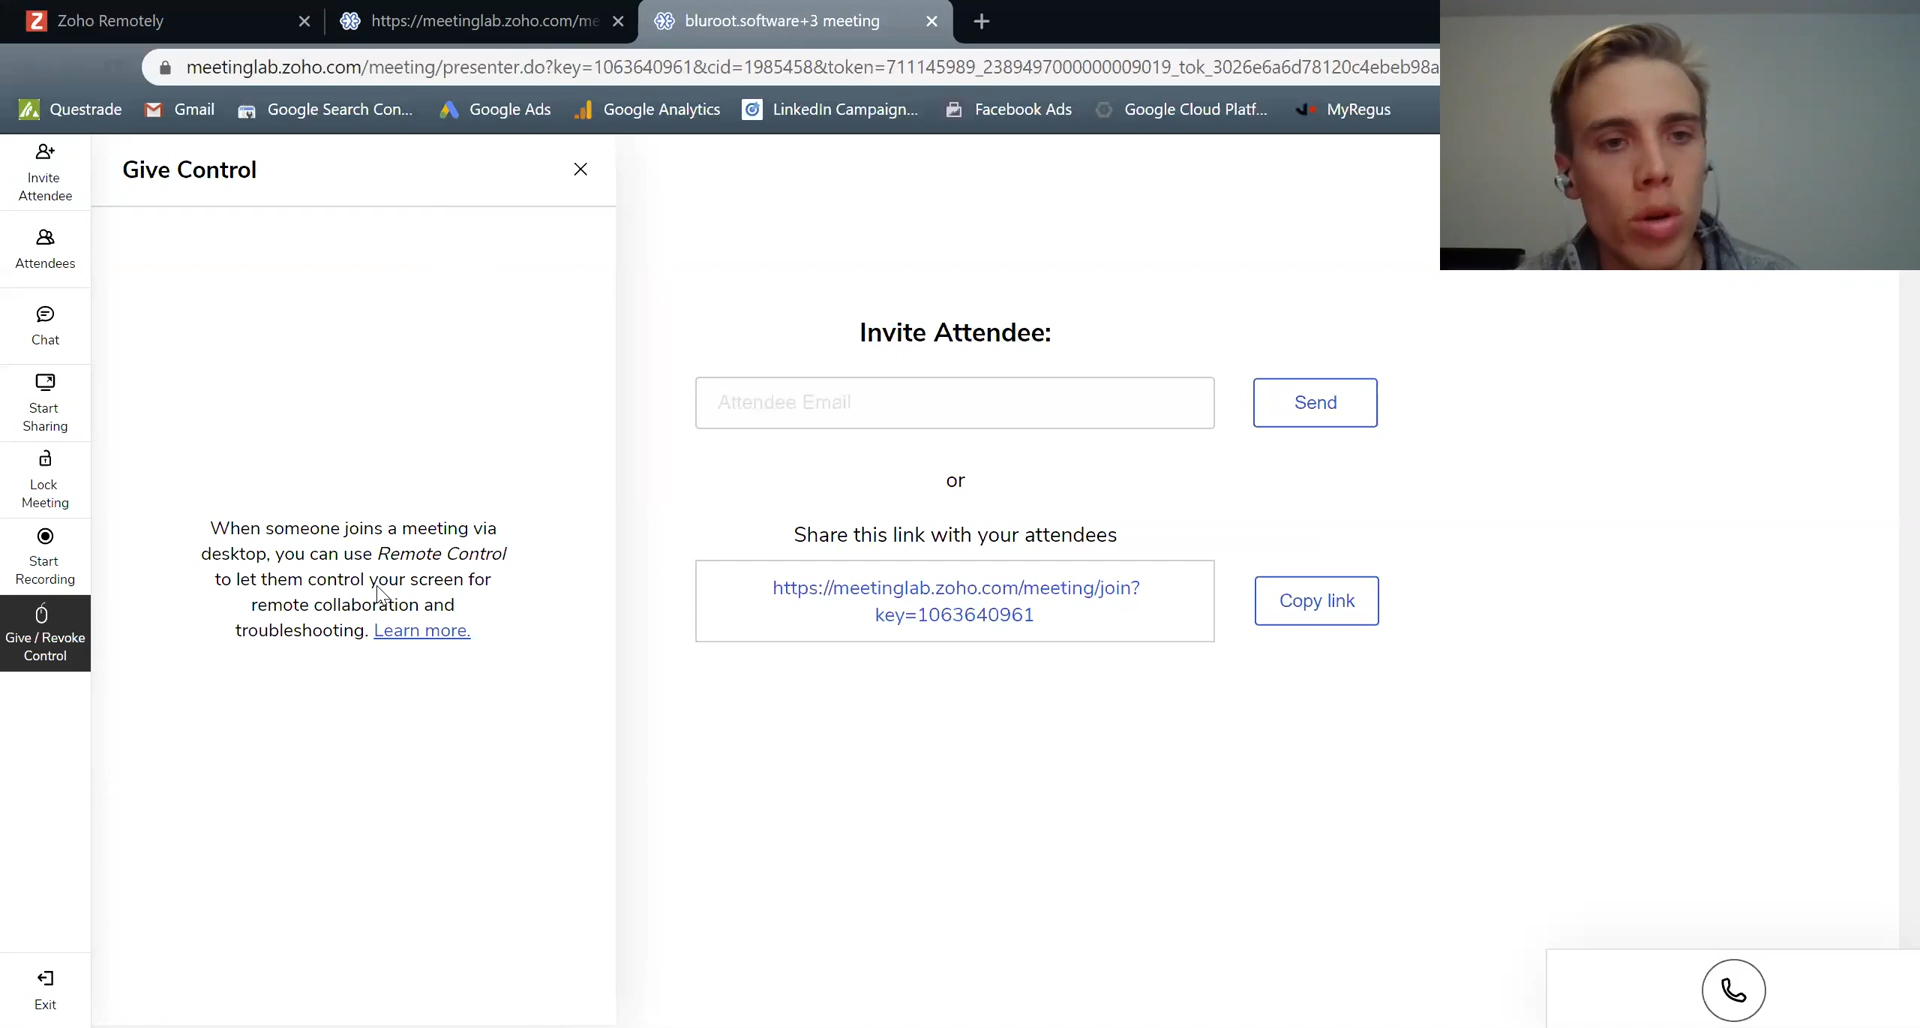 Zoho Remotely
https://meetinglab.zoho.com/me
bluroot.software+3 meeting
meetinglab.zoho.com/meeting/presenter.do?key=1063640961&cid=1985458&token=711145989_2389497000000009019_tok_3026e6a6d78120c4ebeb98a
Questrade
Gmail
Google Search Con...
Google Ads
Google Analytics
LinkedIn Campaign...
Facebook Ads
Google Cloud Platf...
MyRegus
Invite
Attendee
Attendees
Chat
Start
Sharing
Lock
Meeting
Start
Recording
Give / Revoke
Control
Exit
Give Control
When someone joins a meeting via
desktop, you can use Remote Control
to let them control your screen for
remote collaboration and
troubleshooting. Learn more.
Invite Attendee:
Attendee Email
Send
or
Share this link with your attendees
https://meetinglab.zoho.com/meeting/join?
key=1063640961
Copy link